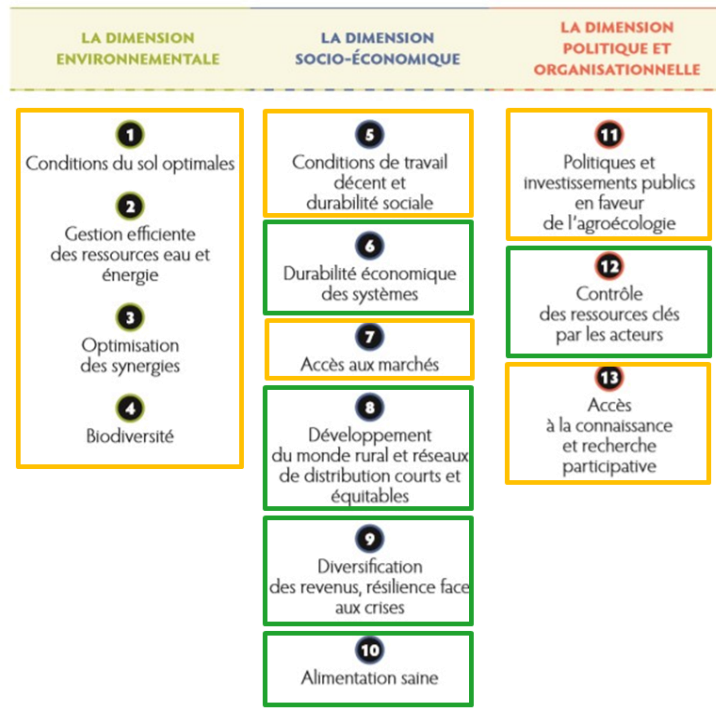 LA DIMENSION
ENVIRONNEMENTALE
1
Conditions du sol optimales
2
Gestion efficiente
des ressources eau et
énergie
3
Optimisation
des synergies
4
Biodiversité
LA DIMENSION
SOCIO-ÉCONOMIQUE
5
Conditions de travail
décent et
durabilité sociale
6
Durabilité économique
des systèmes
7
Accès aux marchés
8
Développement
du monde rural et réseaux
de distribution courts et
équitables
9
Diversification
des revenus, résilience face
aux crises
10
Alimentation saine
LA DIMENSION
POLITIQUE ET
ORGANISATIONNELLE
11
Politiques et
investissements publics
en faveur
de l'agroécologie
12
Contrôle
des ressources clés
par les acteurs
13
Accès
à la connaissance
et recherche
participative